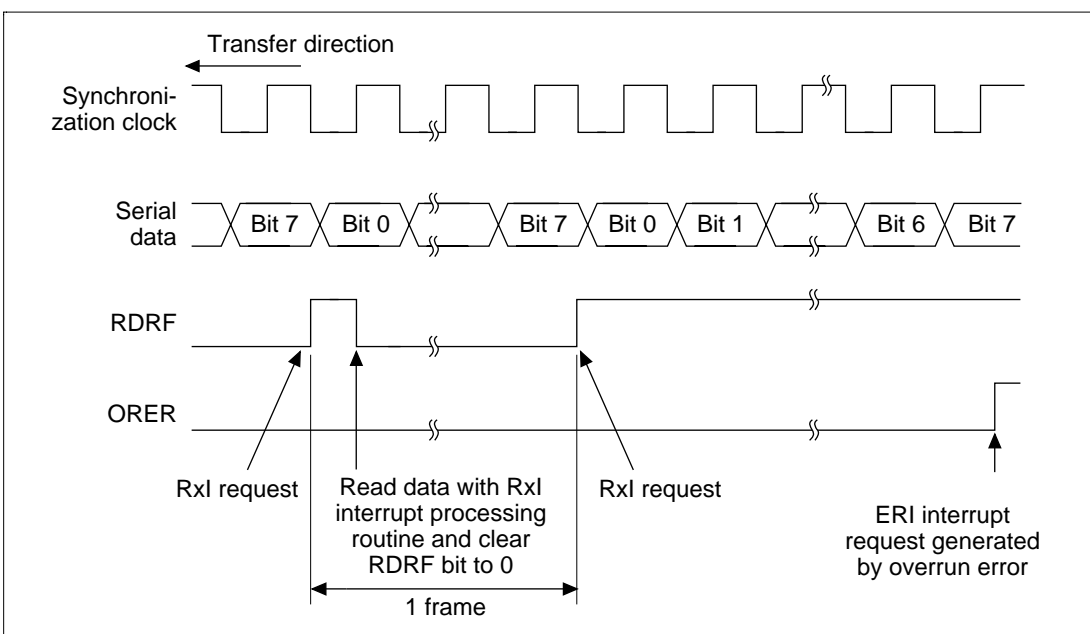 Transfer direction
Synchroni-
zation clock
Serial
data
Bit 7 Bit 0 Bit 7 Bit 0 Bit 1 Bit 6 Bit 7
RDRF
ORER
RxI request
Read data with RxI
interrupt processing
routine and clear
RDRF bit to 0
RxI request
ERI interrupt
request generated
by overrun error
1 frame